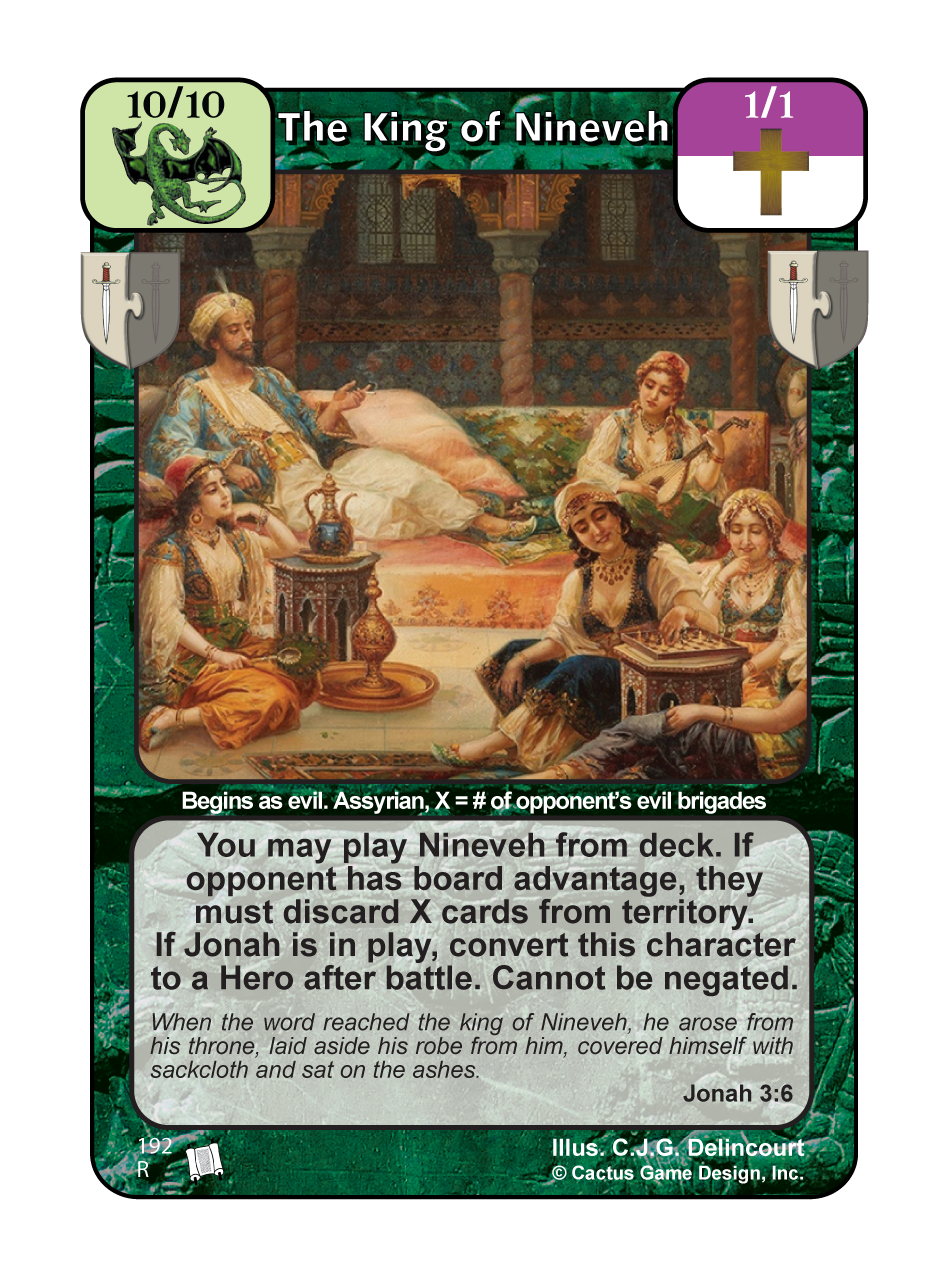 10/10
The King of Nineveh
1/1
Begins as evil. Assyrian, X = # of opponent's evil brigades
You may play Nineveh from deck. If
opponent has board advantage, they
must discard X cards from territory.
If Jonah is in play, convert this character
to a Hero after battle. Cannot be negated.
When the word reached the king of Nineveh, he arose from
his throne, laid aside his robe from him, covered himself with
sackcloth and sat on the ashes.
Jonah 3:6
192
R
Illus. C.J.G. Delincourt
© Cactus Game Design, Inc.